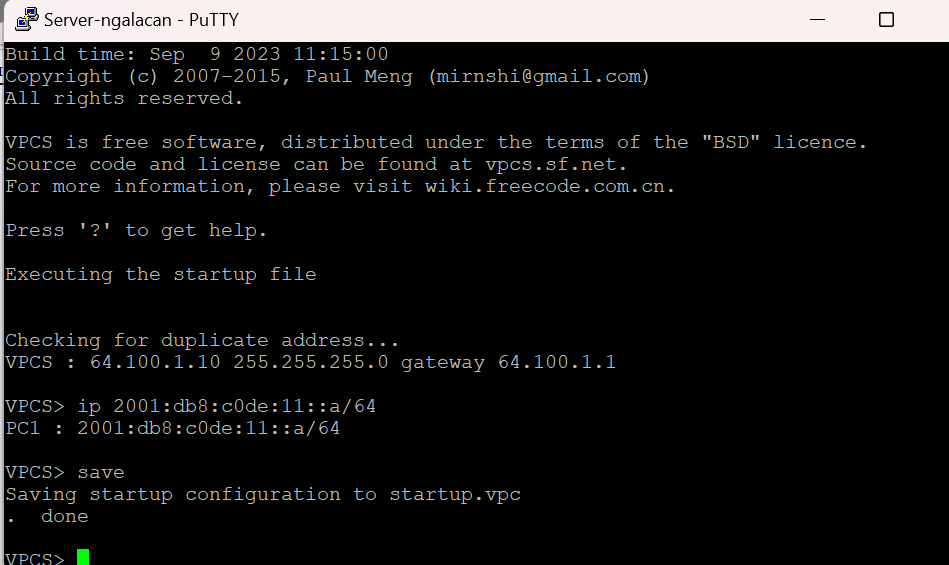 Server-ngalacan - PuTTY
Build time: Sep  9 2023 11:15:00
Copyright (c) 2007-2015, Paul Meng (mirnshi@gmail.com)
All rights reserved.
VPCS is free software, distributed under the terms of the "BSD" licence.
Source code and license can be found at vpcs.sf.net.
For more information, please visit wiki.freecode.com.cn.
Press '?' to get help.
Executing the startup file
Checking for duplicate address...
VPCS : 64.100.1.10 255.255.255.0 gateway 64.100.1.1
VPCS> ip 2001:db8:c0de:11::a/64
PC1 : 2001:db8:c0de:11::a/64
VPCS> save
Saving startup configuration to startup.vpc
.  done
VPCS>